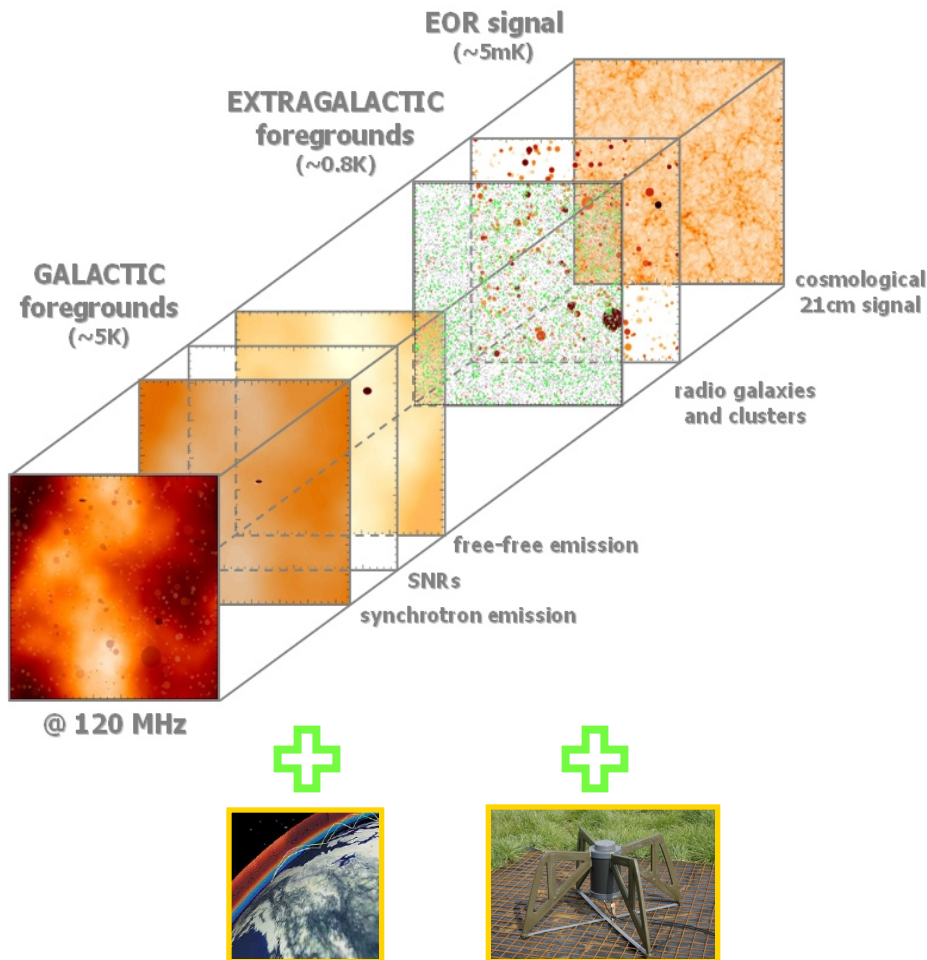 EOR signal
(~5mK)
EXTRAGALACTIC
foregrounds
(~0.8K)
GALACTIC
foregrounds
(~5K)
cosmological
21cm signal
radio galaxies
and clusters
free-free emission
SNRs
synchrotron emission
@ 120 MHz